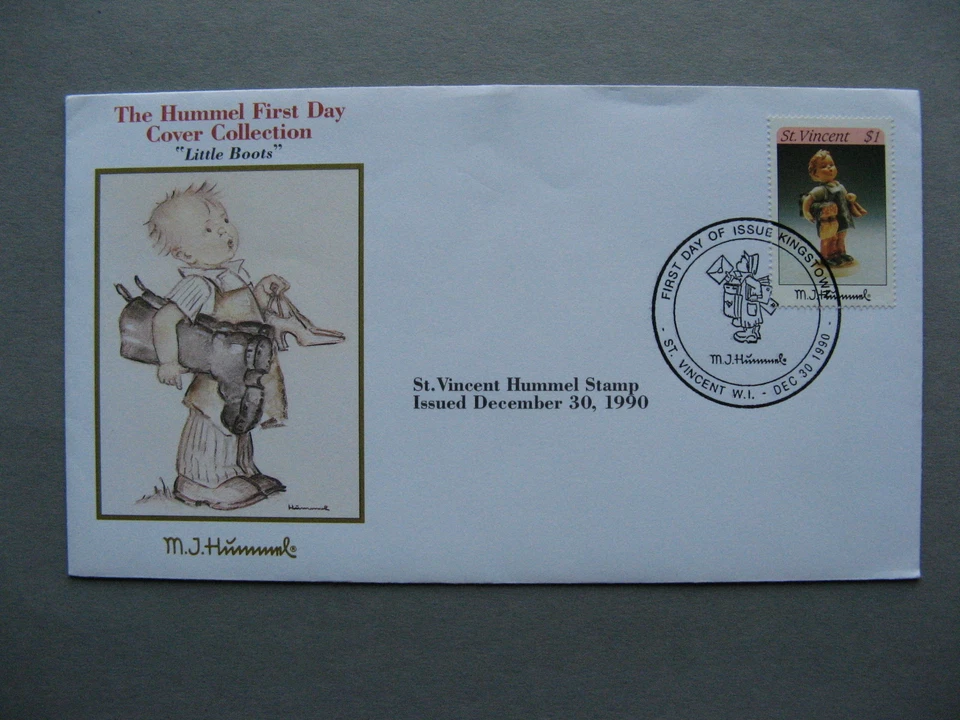 The Hummel First Day
Cover Collection
"Little Boots"
Hummel
M.J.Hummel®
St. Vincent Hummel Stamp
Issued December 30, 1990
St. Vincent $1
M.J.Hummel®
FIRST DAY OF ISSUE KINGSTOWN
M.J.Hummel®
- ST. VINCENT W.I. - DEC 30 1990 -